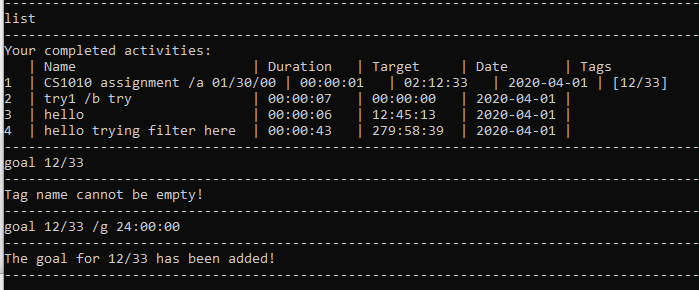 list
Your completed activities:
| Name | Duration | Target | Date | Tags
1 | CS1010 assignment /a 01/30/00 | 00:00:01 | 02:12:33 | 2020-04-01 | [12/33]
2 | try1 /b try | 00:00:07 | 00:00:00 | 2020-04-01 |
3 | hello | 00:00:06 | 12:45:13 | 2020-04-01 |
4 | hello trying filter here | 00:00:43 | 279:58:39 | 2020-04-01 |
goal 12/33
Tag name cannot be empty!
goal 12/33 /g 24:00:00
The goal for 12/33 has been added!